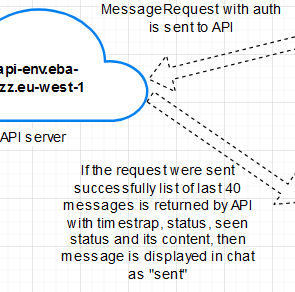 MessageRequest with auth
is sent to API
api-env.eba-
zz.eu-west-1
API server
If the request were sent
successfully list of last 40
messages is returned by API
with timestrap, status, seen
status and its content, then
message is displayed in chat
as "sent"